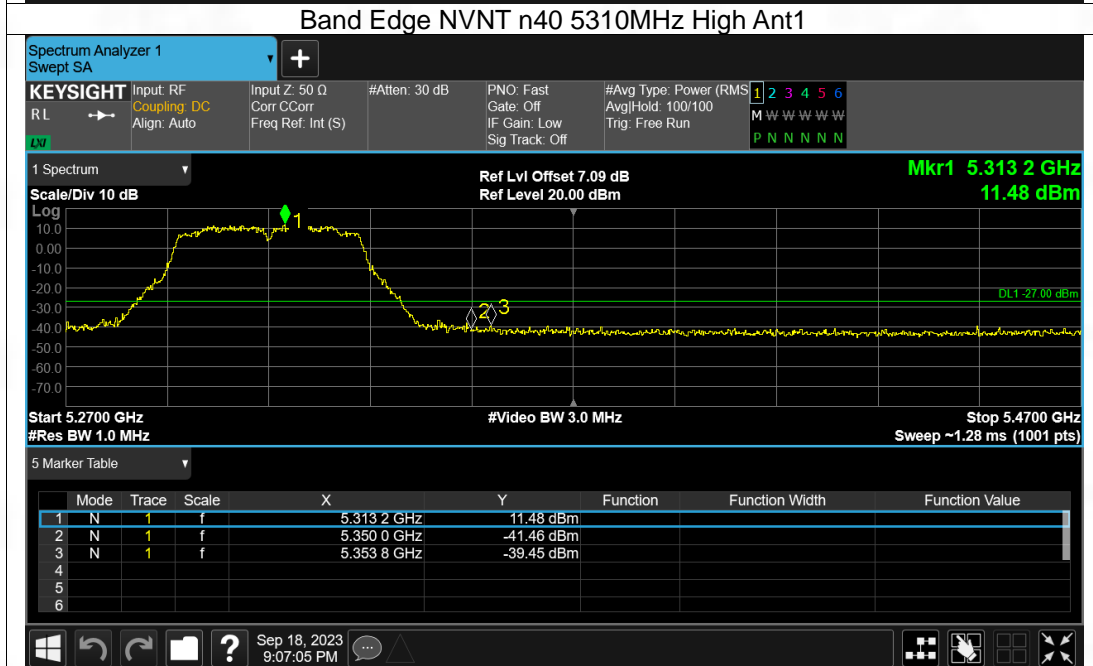 Band Edge NVNT n40 5310MHz High Ant1
Spectrum Analyzer 1
Swept SA
+
KEYSIGHT Input: RF Input Z: 50 Ω #Atten: 30 dB PNO: Fast #Avg Type: Power (RMS 1 2 3 4 5 6
RL Coupling: DC Corr CCorr Gate: Off Avg|Hold: 100/100 M W W W W W
Align: Auto Freq Ref: Int (S) IF Gain: Low Trig: Free Run
LXI Sig Track: Off P N N N N N
1 Spectrum Ref Lvl Offset 7.09 dB Mkr1 5.313 2 GHz
Scale/Div 10 dB Ref Level 20.00 dBm 11.48 dBm
Log
1
10.0
0.00
-10.0
-20.0
DL1 -27.00 dBm
-30.0
2 3
-40.0
-50.0
-60.0
-70.0
Start 5.2700 GHz #Video BW 3.0 MHz Stop 5.4700 GHz
#Res BW 1.0 MHz Sweep ~1.28 ms (1001 pts)
5 Marker Table
Mode Trace Scale X Y Function Function Width Function Value
1 N 1 f 5.313 2 GHz 11.48 dBm
2 N 1 f 5.350 0 GHz -41.46 dBm
3 N 1 f 5.353 8 GHz -39.45 dBm
4
5
6
? Sep 18, 2023
9:07:05 PM